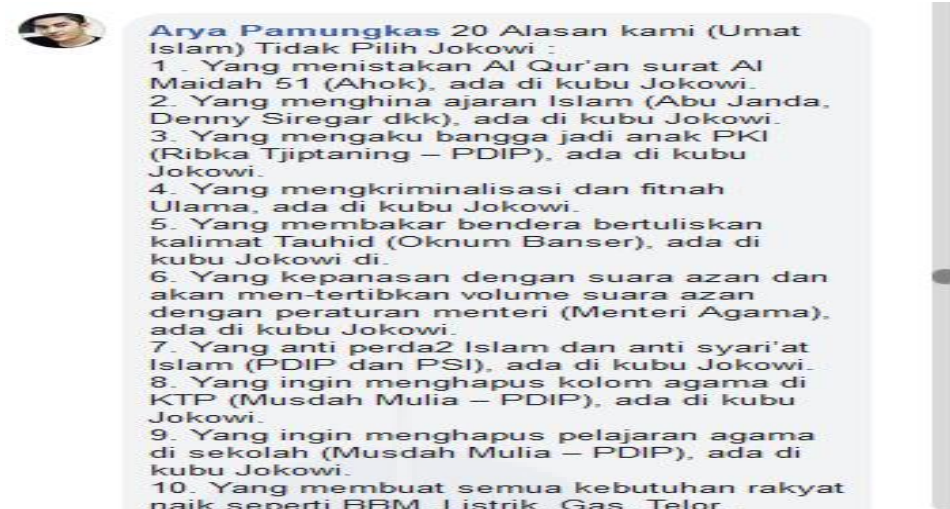 Arya Pamungkas 20 Alasan kami (Umat
Islam) Tidak Pilih Jokowi :
1 . Yang menistakan Al Qur'an surat Al
Maidah 51 (Ahok), ada di kubu Jokowi.
2. Yang menghina ajaran Islam (Abu Janda,
Denny Siregar dkk), ada di kubu Jokowi.
3. Yang mengaku bangga jadi anak PKI
(Ribka Tjiptaning – PDIP), ada di kubu
Jokowi.
4. Yang mengkriminalisasi dan fitnah
Ulama, ada di kubu Jokowi.
5. Yang membakar bendera bertuliskan
kalimat Tauhid (Oknum Banser), ada di
kubu Jokowi di.
6. Yang kepanasan dengan suara azan dan
akan men-tertibkan volume suara azan
dengan peraturan menteri (Menteri Agama),
ada di kubu Jokowi.
7. Yang anti perda2 Islam dan anti syari'at
Islam (PDIP dan PSI), ada di kubu Jokowi.
8. Yang ingin menghapus kolom agama di
KTP (Musdah Mulia – PDIP), ada di kubu
Jokowi.
9. Yang ingin menghapus pelajaran agama
di sekolah (Musdah Mulia – PDIP), ada di
kubu Jokowi.
10. Yang membuat semua kebutuhan rakyat
naik seperti BBM, Listrik, Gas, Telor,